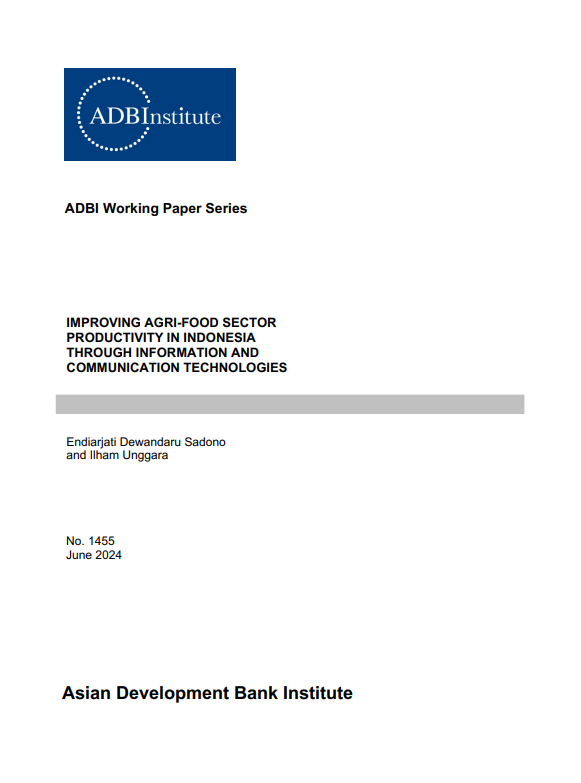 ADBInstitute
ADBI Working Paper Series
IMPROVING AGRI-FOOD SECTOR
PRODUCTIVITY IN INDONESIA
THROUGH INFORMATION AND
COMMUNICATION TECHNOLOGIES
Endiarjati Dewandaru Sadono
and Ilham Unggara
No. 1455
June 2024
Asian Development Bank Institute